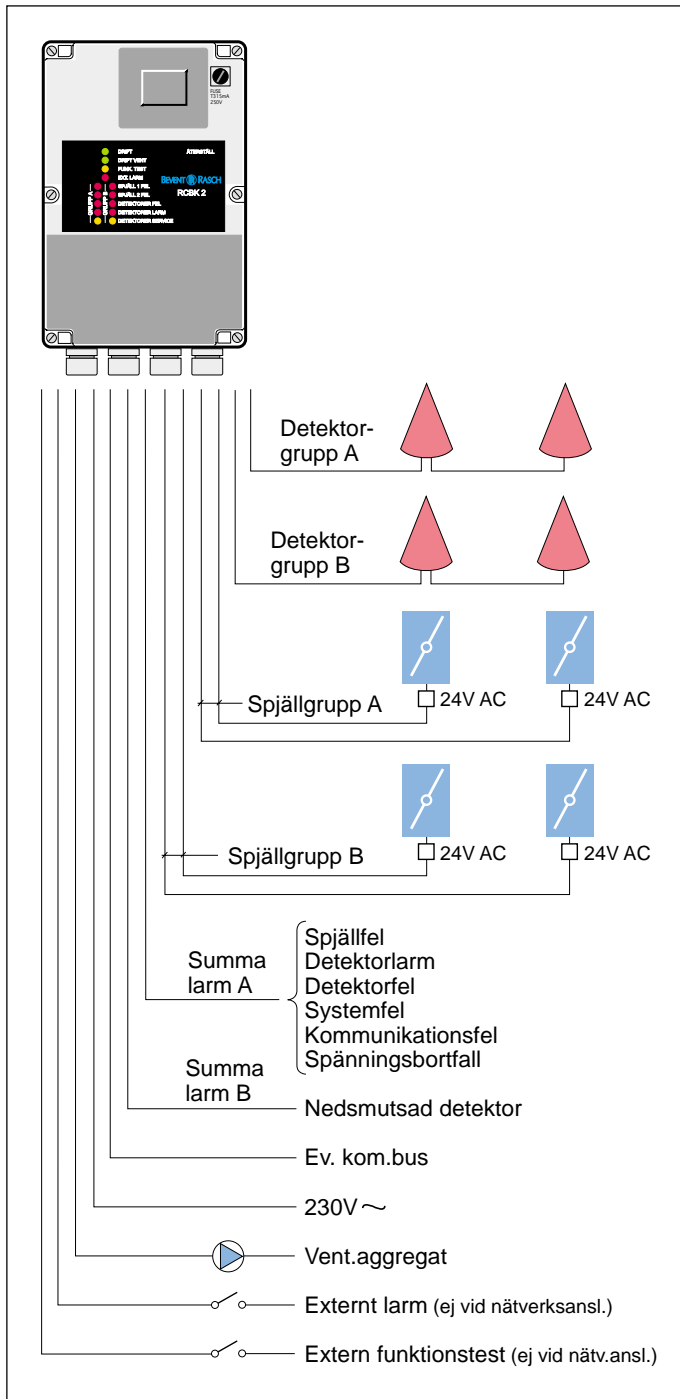 FUSE
T315mA
250V
DRIFT
ÅTERSTÄLL
DRIFT VENT
FUNK. TEST
EXT. LARM
BEVENT RASCH
RCBK 2
GRUPP A
GRUPP B
SPJÄLL 1 FEL
SPJÄLL 2 FEL
DETEKTORER FEL
DETEKTORER LARM
DETEKTORER SERVICE
Detektor-
grupp A
Detektor-
grupp B
24V AC
24V AC
Spjällgrupp A
24V AC
24V AC
Spjällgrupp B
Summa
larm A
Spjällfel
Detektorlarm
Detektorfel
Systemfel
Kommunikationsfel
Spänningsbortfall
Summa
larm B
Nedsmutsad detektor
Ev. kom.bus
230V ~
Vent.aggregat
Externt larm (ej vid nätverksansl.)
Extern funktionstest (ej vid nätv.ansl.)